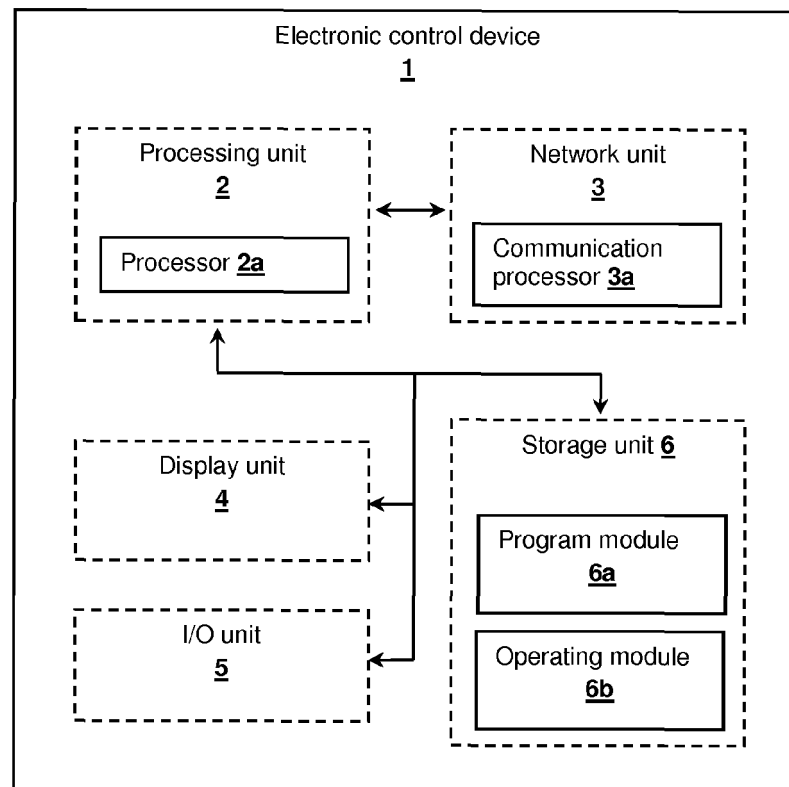 Electronic control device
1
Processing unit
2
Processor 2a
Network unit
3
Communication
processor 3a
Display unit
4
Storage unit 6
Program module
6a
I/O unit
5
Operating module
6b